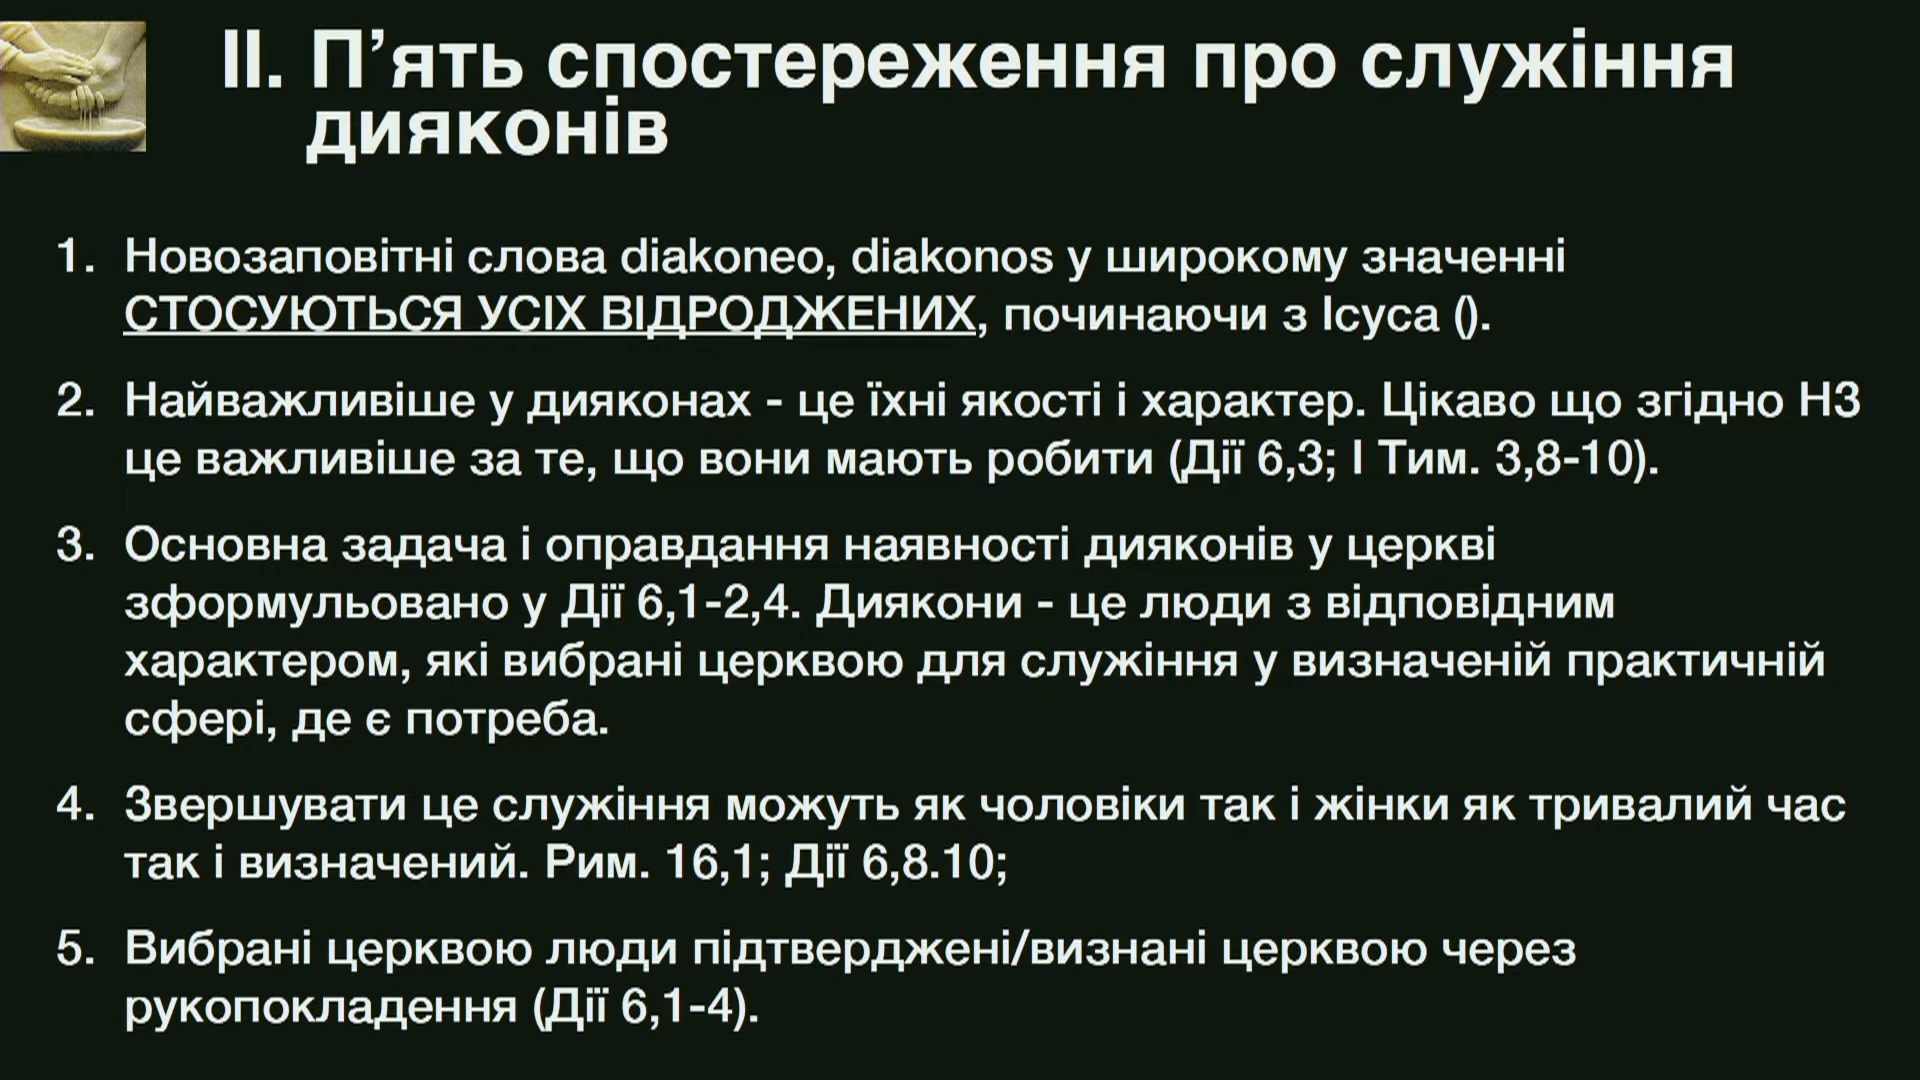 II. П’ять спостереження про служіння
дияконів
1. Новозаповітні слова diakoneo, diakonos у широкому значенні
СТОСУЮТЬСЯ УСІХ ВІДРОДЖЕНИХ, починаючи з Ісуса ().
2. Найважливіше у дияконах - це їхні якості і характер. Цікаво що згідно НЗ
це важливіше за те, що вони мають робити (Дії 6,3; І Тим. 3,8-10).
3. Основна задача і оправдання наявності дияконів у церкві
зформульовано у Дії 6,1-2,4. Диякони - це люди з відповідним
характером, які вибрані церквою для служіння у визначеній практичній
сфері, де є потреба.
4. Звершувати це служіння можуть як чоловіки так і жінки як тривалий час
так і визначений. Рим. 16,1; Дії 6,8.10;
5. Вибрані церквою люди підтверджені/визнані церквою через
рукопокладення (Дії 6,1-4).